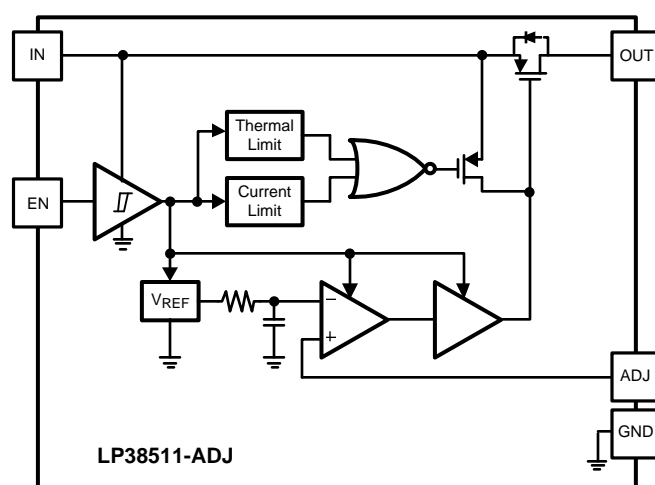 IN
OUT
Thermal
Limit
EN
Current
Limit
VREF
−
+
ADJ
GND
LP38511-ADJ